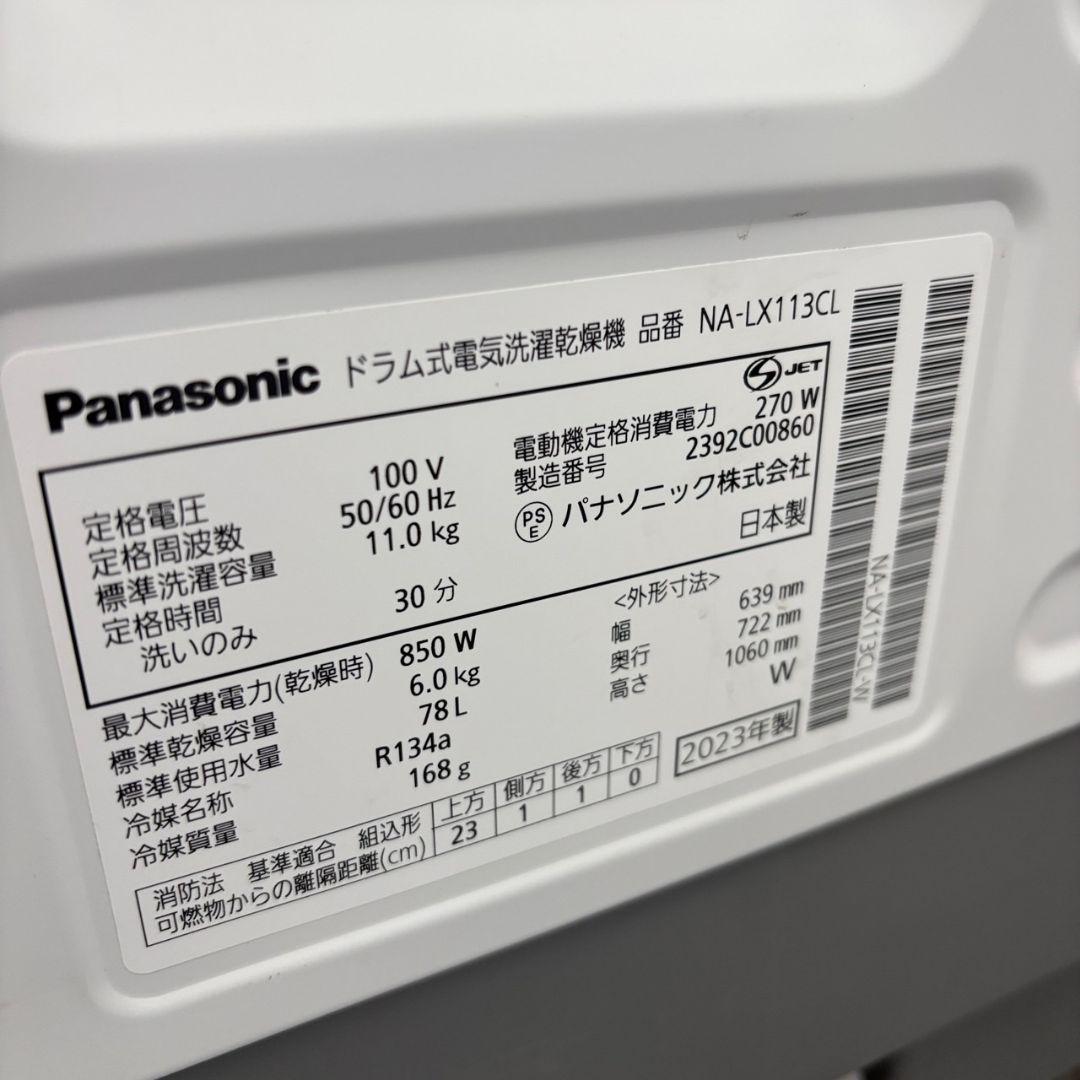 Panasonic ドラム式電気洗濯乾燥機 品番 NA-LX113CL
JET
定格電圧 100 V
定格周波数 50/60 Hz
標準洗濯容量 11.0 kg
定格時間
洗いのみ 30 分
電動機定格消費電力 270 W
製造番号 2392C00860
PS E パナソニック株式会社
日本製
最大消費電力(乾燥時) 850 W
標準乾燥容量 6.0 kg
標準使用水量 78 L
冷媒名称 R134a
冷媒質量 168 g
<外形寸法>
幅 639 mm
奥行 722 mm
高さ 1060 mm
W
2023年製
消防法 基準適合 組込形 上方 側方 後方 下方
可燃物からの離隔距離(cm) 23 1 1 0
NA-LX113CL-W